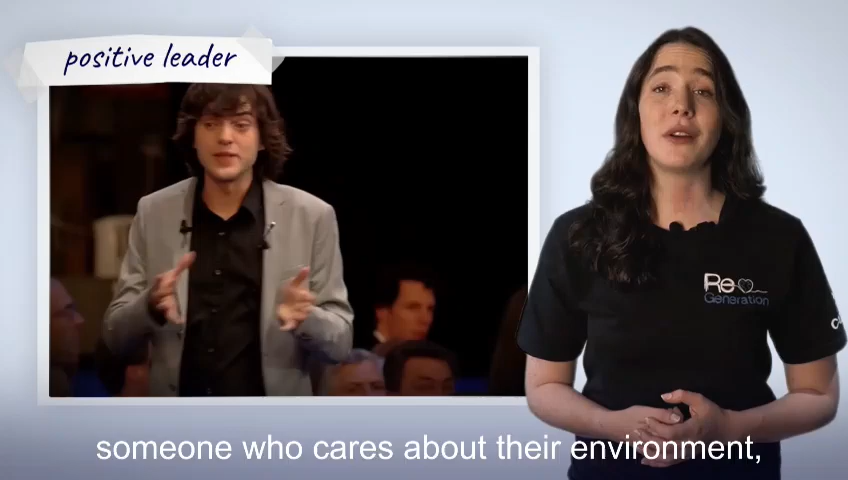 positive leader
Re
Generation
someone who cares about their environment,